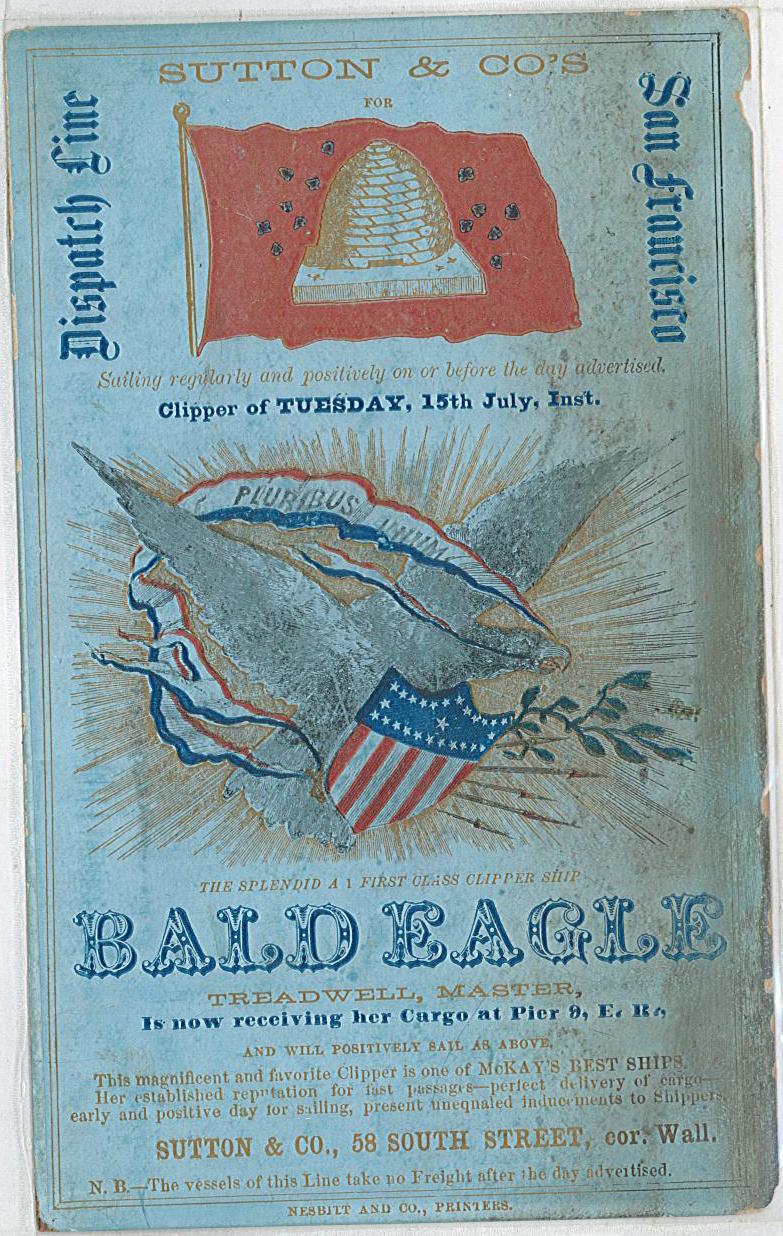 SUTTON & CO'S
FOR
Dispatch Line
San Francisco
Sailing regularly and positively on or before the day advertised.
Clipper of TUESDAY, 15th July, Inst.
PLURIBUS UNUM
THE SPLENDID A 1 FIRST CLASS CLIPPER SHIP
BALD EAGLE
TREADWELL, MASTER,
Is now receiving her Cargo at Pier 9, E. R.,
AND WILL POSITIVELY SAIL AS ABOVE.
This magnificent and favorite Clipper is one of McKAY'S BEST SHIPS.
Her established reputation for fast passages—perfect delivery of cargo—
early and positive day for sailing, present unequaled inducements to Shippers.
SUTTON & CO., 58 SOUTH STREET, cor. Wall.
N. B.—The vessels of this Line take no Freight after the day advertised.
NESBITT AND CO., PRINTERS.